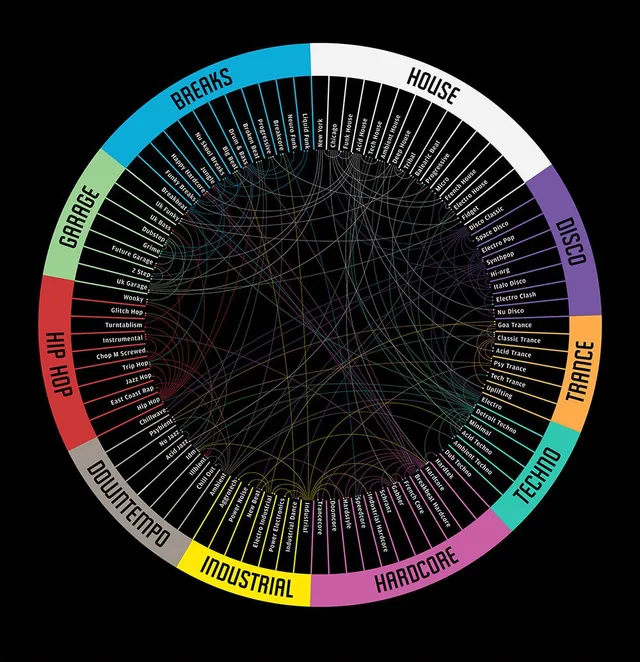 HOUSE
New York
Chicago
Funk House
Acid House
Tech House
Ambient House
Deep House
Tribal
Balearic Beat
Progressive
Micro
French House
Electro House
Fidget
DISCO
Disco Classic
Space Disco
Electro pop
Synthpop
Hi-nrg
Italo Disco
Electro Clash
Nu Disco
TRANCE
Goa Trance
Classic Trance
Acid Trance
Psy Trance
Tech Trance
Uplifting
TECHNO
Electro
Detroit Techno
Minimal
Acid Techno
Ambient Techno
Dub Techno
HARDCORE
Hardtek
Hardcore
Breakbeat Hardcore
French Core
Gabber
Schranz
Industrial Hardcore
Speedcore
Hardstyle
Doomcore
Trancecore
INDUSTRIAL
Industrial
Industrial Dance
Power Electronics
Electro Industrial
New Beat
Power Noise
Aggrotech
DOWNTEMPO
Ambient
Chill Out
Illbient
Idm
Acid Jazz
Nu Jazz
Psybient
Chillwave
HIP HOP
Hip Hop
East Coast Rap
Jazz Hop
Trip Hop
Chop M Screwed
Instrumental
Turntablism
Glitch Hop
Wonky
GARAGE
Uk Garage
2 Step
Future Garage
Grime
Dubstep
Uk Bass
Uk Funky
BREAKS
Breakbeat
Funky Breaks
Happy Hardcore
Jungle
Nu Skool Breaks
Big Beat
Drum & Bass
Broken Beat
Progressive
Breakcore
Neuro Funk
Liquid Funk